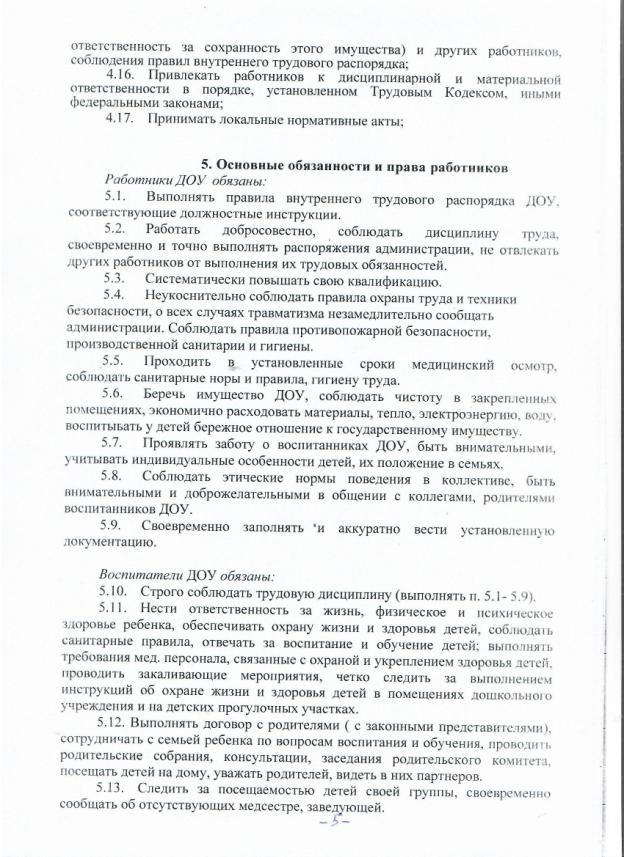 ответственность за сохранность этого имущества) и других работников,
соблюдения правил внутреннего трудового распорядка;
4.16. Привлекать работников к дисциплинарной и материальной
ответственности в порядке, установленном Трудовым Кодексом, иными
федеральными законами;
4.17. Принимать локальные нормативные акты;
5. Основные обязанности и права работников
Работники ДОУ обязаны:
5.1. Выполнять правила внутреннего трудового распорядка ДОУ,
соответствующие должностные инструкции.
5.2. Работать добросовестно, соблюдать дисциплину труда,
своевременно и точно выполнять распоряжения администрации, не отвлекать
других работников от выполнения их трудовых обязанностей.
5.3. Систематически повышать свою квалификацию.
5.4. Неукоснительно соблюдать правила охраны труда и техники
безопасности, о всех случаях травматизма незамедлительно сообщать
администрации. Соблюдать правила противопожарной безопасности,
производственной санитарии и гигиены.
5.5. Проходить в установленные сроки медицинский осмотр,
соблюдать санитарные норы и правила, гигиену труда.
5.6. Беречь имущество ДОУ, соблюдать чистоту в закрепленных
помещениях, экономично расходовать материалы, тепло, электроэнергию, воду,
воспитывать у детей бережное отношение к государственному имуществу.
5.7. Проявлять заботу о воспитанниках ДОУ, быть внимательными,
учитывать индивидуальные особенности детей, их положение в семьях.
5.8. Соблюдать этические нормы поведения в коллективе, быть
внимательными и доброжелательными в общении с коллегами, родителями
воспитанников ДОУ.
5.9. Своевременно заполнять и аккуратно вести установленную
документацию.
Воспитатели ДОУ обязаны:
5.10. Строго соблюдать трудовую дисциплину (выполнять п. 5.1- 5.9).
5.11. Нести ответственность за жизнь, физическое и психическое
здоровье ребенка, обеспечивать охрану жизни и здоровья детей, соблюдать
санитарные правила, отвечать за воспитание и обучение детей; выполнять
требования мед. персонала, связанные с охраной и укреплением здоровья детей,
проводить закаливающие мероприятия, четко следить за выполнением
инструкций об охране жизни и здоровья детей в помещениях дошкольного
учреждения и на детских прогулочных участках.
5.12. Выполнять договор с родителями ( с законными представителями),
сотрудничать с семьей ребенка по вопросам воспитания и обучения, проводить
родительские собрания, консультации, заседания родительского комитета,
посещать детей на дому, уважать родителей, видеть в них партнеров.
5.13. Следить за посещаемостью детей своей группы, своевременно
сообщать об отсутствующих медсестре, заведующей.
-5-